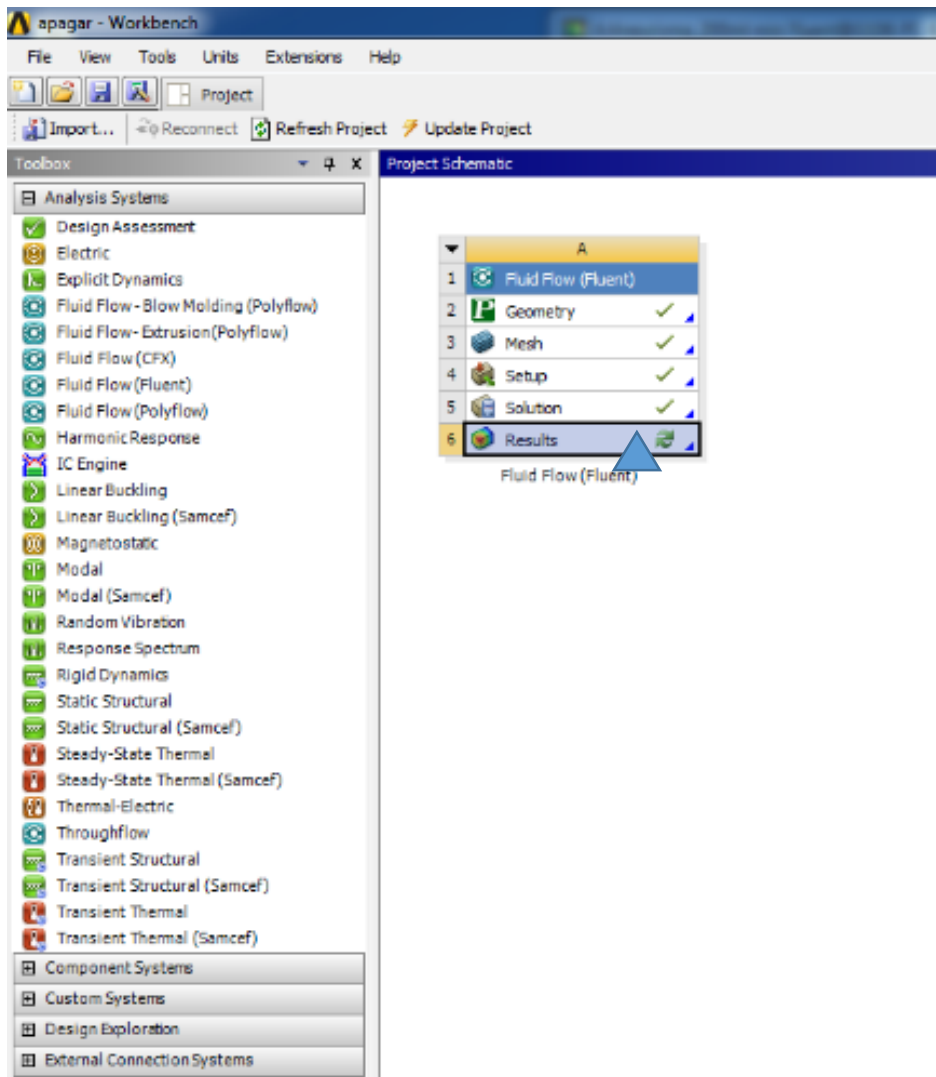 apagar - Workbench
File View Tools Units Extensions Help
Project
Import... Reconnect Refresh Project Update Project
Toolbox
Project Schematic
Analysis Systems
Design Assessment
Electric
Explicit Dynamics
Fluid Flow - Blow Molding (Polyflow)
Fluid Flow- Extrusion(Polyflow)
Fluid Flow (CFX)
Fluid Flow (Fluent)
Fluid Flow (Polyflow)
Harmonic Response
IC Engine
Linear Buckling
Linear Buckling (Samcef)
Magnetostatic
Modal
Modal (Samcef)
Random Vibration
Response Spectrum
Rigid Dynamics
Static Structural
Static Structural (Samcef)
Steady-State Thermal
Steady-State Thermal (Samcef)
Thermal-Electric
Throughflow
Transient Structural
Transient Structural (Samcef)
Transient Thermal
Transient Thermal (Samcef)
Component Systems
Custom Systems
Design Exploration
External Connection Systems
A
1 Fluid Flow (Fluent)
2 Geometry
3 Mesh
4 Setup
5 Solution
6 Results
Fluid Flow (Fluent)